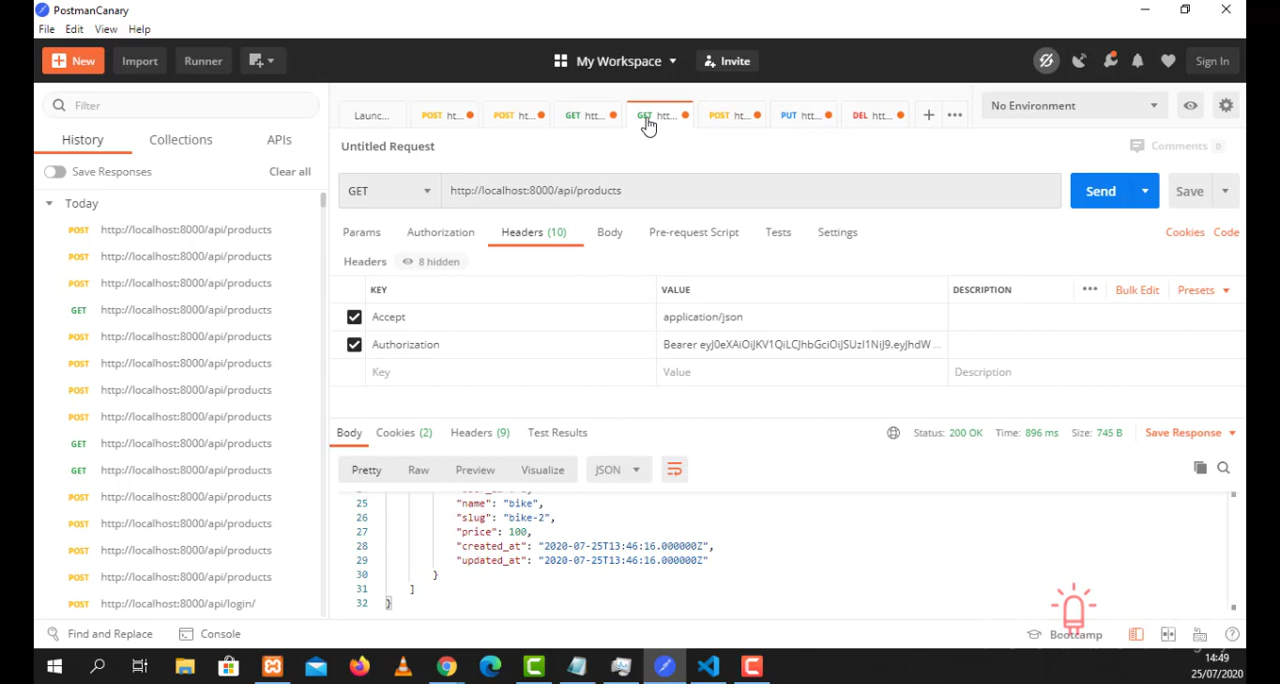 PostmanCanary
File Edit View Help
New Import Runner My Workspace Invite Sign In
Filter
Launc... POST ht... POST ht... GET htt... GET htt... POST ht... PUT htt... DEL htt... No Environment
History Collections APIs
Untitled Request Comments 0
Save Responses Clear all
GET http://localhost:8000/api/products Send Save
Today
POST http://localhost:8000/api/products
POST http://localhost:8000/api/products
POST http://localhost:8000/api/products
GET http://localhost:8000/api/products
POST http://localhost:8000/api/products
POST http://localhost:8000/api/products
POST http://localhost:8000/api/products
POST http://localhost:8000/api/products
GET http://localhost:8000/api/products
GET http://localhost:8000/api/products
POST http://localhost:8000/api/products
POST http://localhost:8000/api/products
POST http://localhost:8000/api/products
POST http://localhost:8000/api/products
POST http://localhost:8000/api/login/
Params Authorization Headers (10) Body Pre-request Script Tests Settings Cookies Code
Headers 8 hidden
KEY VALUE DESCRIPTION ••• Bulk Edit Presets
Accept application/json
Authorization Bearer eyJ0eXAiOiJKV1QiLCJhbGciOiJSUzI1NiJ9.eyJhdW ...
Key Value Description
Body Cookies (2) Headers (9) Test Results Status: 200 OK Time: 896 ms Size: 745 B Save Response
Pretty Raw Preview Visualize JSON
25 "name": "bike",
26 "slug": "bike-2",
27 "price": 100,
28 "created_at": "2020-07-25T13:46:16.000000Z",
29 "updated_at": "2020-07-25T13:46:16.000000Z"
30 }
31 ]
32 }
Find and Replace Console Bootcamp
14:49
25/07/2020